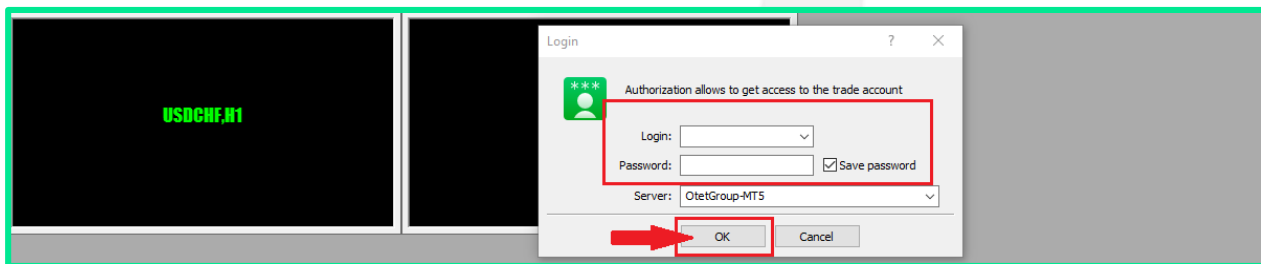 Login ?
USDCHF,H1
***
Authorization allows to get access to the trade account
Login:
Password: Save password
Server: OtetGroup-MT5
OK Cancel